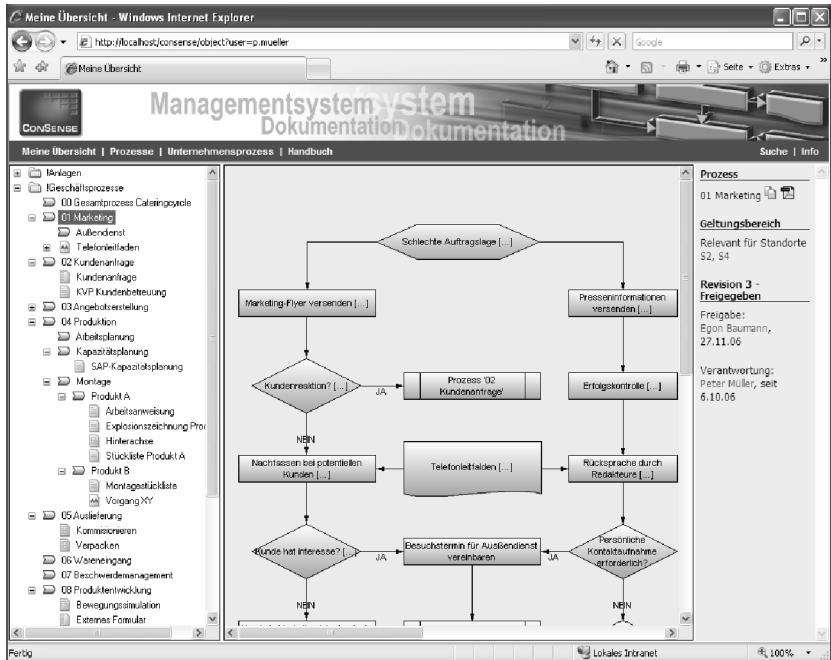 Meine Übersicht - Windows Internet Explorer
http://localhost/consense/object?user=p.mueller
Google
Meine Übersicht
Seite
Extras
CONSENSE
Managementsystem
system
Dokumentation
Dokumentation
Meine Übersicht | Prozesse | Unternehmensprozess | Handbuch
Suche | Info
!Anlagen
!Geschäftsprozesse
00 Gesamtprozess Cateringcycle
01 Marketing
Außendienst
Telefonleitfaden
02 Kundenanfrage
Kundenanfrage
KVP Kundenbetreuung
03 Angebotserstellung
04 Produktion
Arbeitsplanung
Kapazitätsplanung
SAP-Kapazitätsplanung
Montage
Produkt A
Arbeitsanweisung
Explosionszeichnung Proc
Hinterachse
Stückliste Produkt A
Produkt B
Montagestückliste
Vorgang XY
05 Auslieferung
Kommisionieren
Verpacken
06 Wareneingang
07 Beschwerdemanagement
08 Produktentwicklung
Bewegungssimulation
Externes Formular
Schlechte Auftragslage [...]
Marketing-Flyer versenden [...]
Presseninformationen
versenden [...]
Kundenreaktion? [...]
JA
Prozess '02
Kundenanfrage'
Erfolgskontrolle [...]
NEIN
Nachfassen bei potentiellen
Kunden [...]
Telefonleitfalden [...]
Rücksprache durch
Redakteure [...]
Kunde hat interesse? [...]
JA
Besuchstermin für Ausßendienst
vereinbaren
JA
Persönliche
Kontaktaufnahme
erforderlich?
NEIN
NEIN
Prozess
01 Marketing
Geltungsbereich
Relevant für Standorte
S2, S4
Revision 3 -
Freigegeben
Freigabe:
Egon Baumann,
27.11.06
Verantwortung:
Peter Müller, seit
6.10.06
Fertig
Lokales Intranet
100%